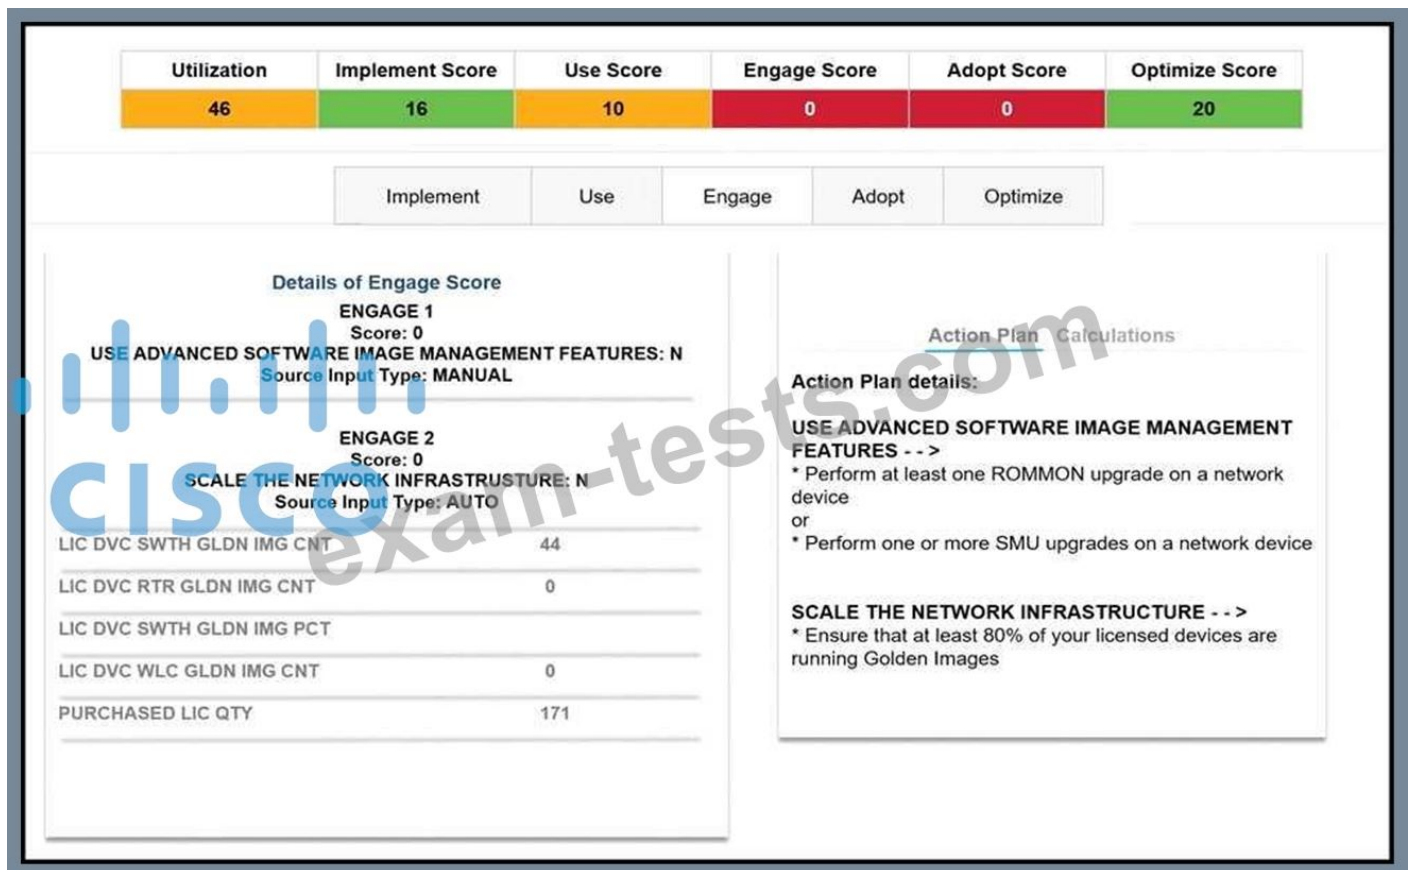 Utilization Implement Score Use Score Engage Score Adopt Score Optimize Score
46 16 10 0 0 20
Implement Use Engage Adopt Optimize
Details of Engage Score
ENGAGE 1
Score: 0
USE ADVANCED SOFTWARE IMAGE MANAGEMENT FEATURES: N
Source Input Type: MANUAL
ENGAGE 2
Score: 0
SCALE THE NETWORK INFRASTRUSTURE: N
Source Input Type: AUTO
LIC DVC SWTH GLDN IMG CNT 44
LIC DVC RTR GLDN IMG CNT 0
LIC DVC SWTH GLDN IMG PCT
LIC DVC WLC GLDN IMG CNT 0
PURCHASED LIC QTY 171
Action Plan Calculations
Action Plan details:
USE ADVANCED SOFTWARE IMAGE MANAGEMENT
FEATURES - - >
* Perform at least one ROMMON upgrade on a network
device
or
* Perform one or more SMU upgrades on a network device
SCALE THE NETWORK INFRASTRUCTURE - - >
* Ensure that at least 80% of your licensed devices are
running Golden Images
CISCO
exam-tests.com